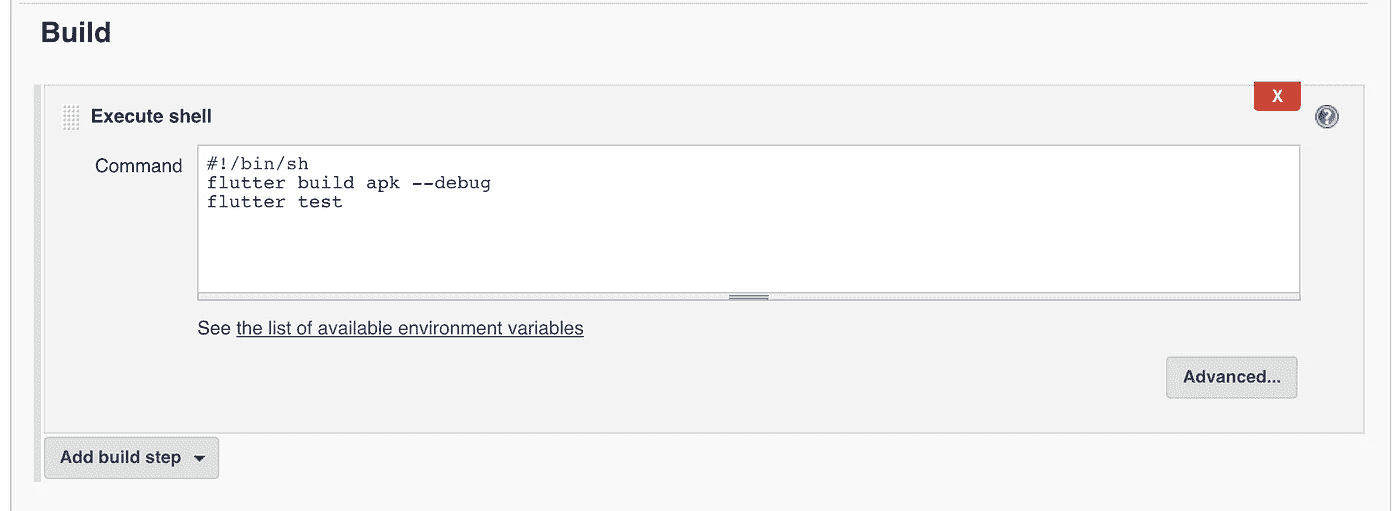 Build
X
Execute shell
?
Command
#!/bin/sh
flutter build apk --debug
flutter test
See the list of available environment variables
Advanced...
Add build step